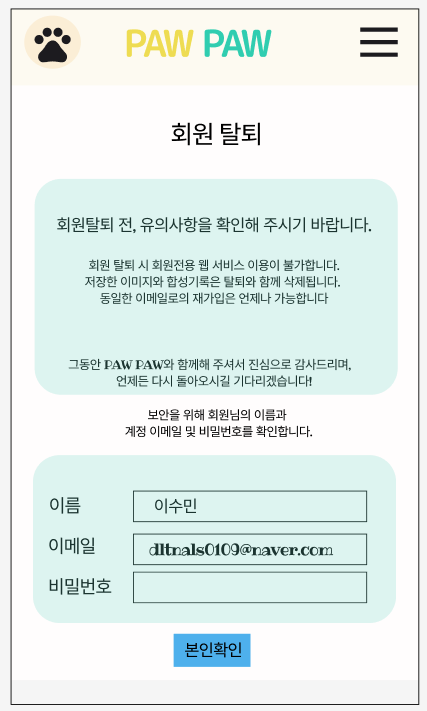 PAW PAW
회원 탈퇴
회원탈퇴 전, 유의사항을 확인해 주시기 바랍니다.
회원 탈퇴 시 회원전용 웹 서비스 이용이 불가합니다.
저장한 이미지와 합성기록은 탈퇴와 함께 삭제됩니다.
동일한 이메일로의 재가입은 언제나 가능합니다
그동안 PAW PAW와 함께해 주셔서 진심으로 감사드리며,
언제든 다시 돌아오시길 기다리겠습니다!
보안을 위해 회원님의 이름과
계정 이메일 및 비밀번호를 확인합니다.
이름 이수민
이메일 dltnals0109@naver.com
비밀번호
본인확인